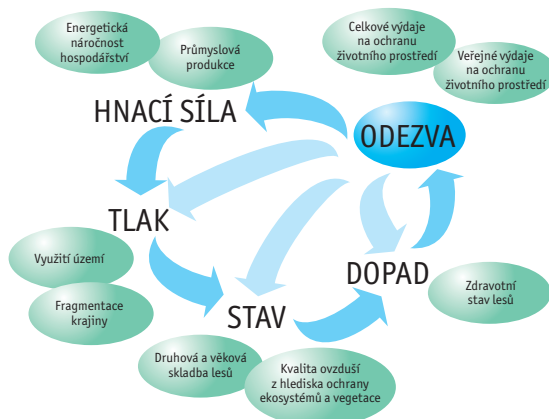 Energetická
náročnost
hospodářství
Průmyslová
produkce
Celkové výdaje
na ochranu
životního prostředí
Veřejné výdaje
na ochranu
životního prostředí
HNACÍ SÍLA
ODEZVA
TLAK
Využití území
Fragmentace
krajiny
DOPAD
Zdravotní
stav lesů
STAV
Druhová a věková
skladba lesů
Kvalita ovzduší
z hlediska ochrany
ekosystémů a vegetace